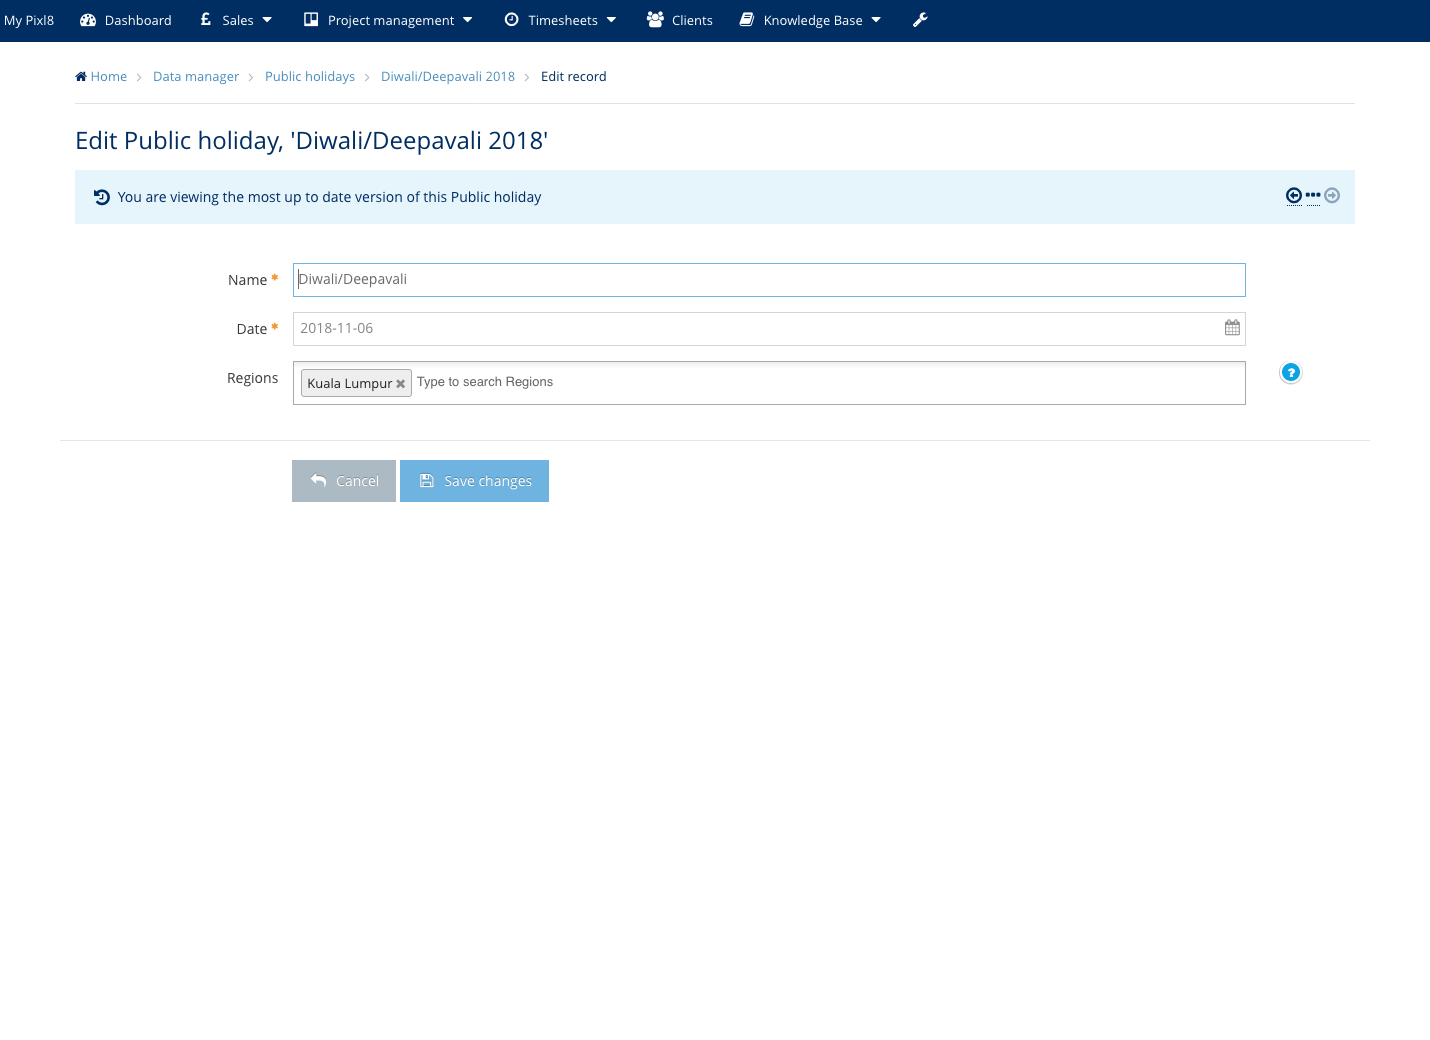 My Pixl8 Dashboard Sales Project management Timesheets Clients Knowledge Base
Home Data manager Public holidays Diwali/Deepavali 2018 Edit record
Edit Public holiday, 'Diwali/Deepavali 2018'
You are viewing the most up to date version of this Public holiday
Name * Diwali/Deepavali
Date * 2018-11-06
Regions Kuala Lumpur × Type to search Regions ?
Cancel Save changes